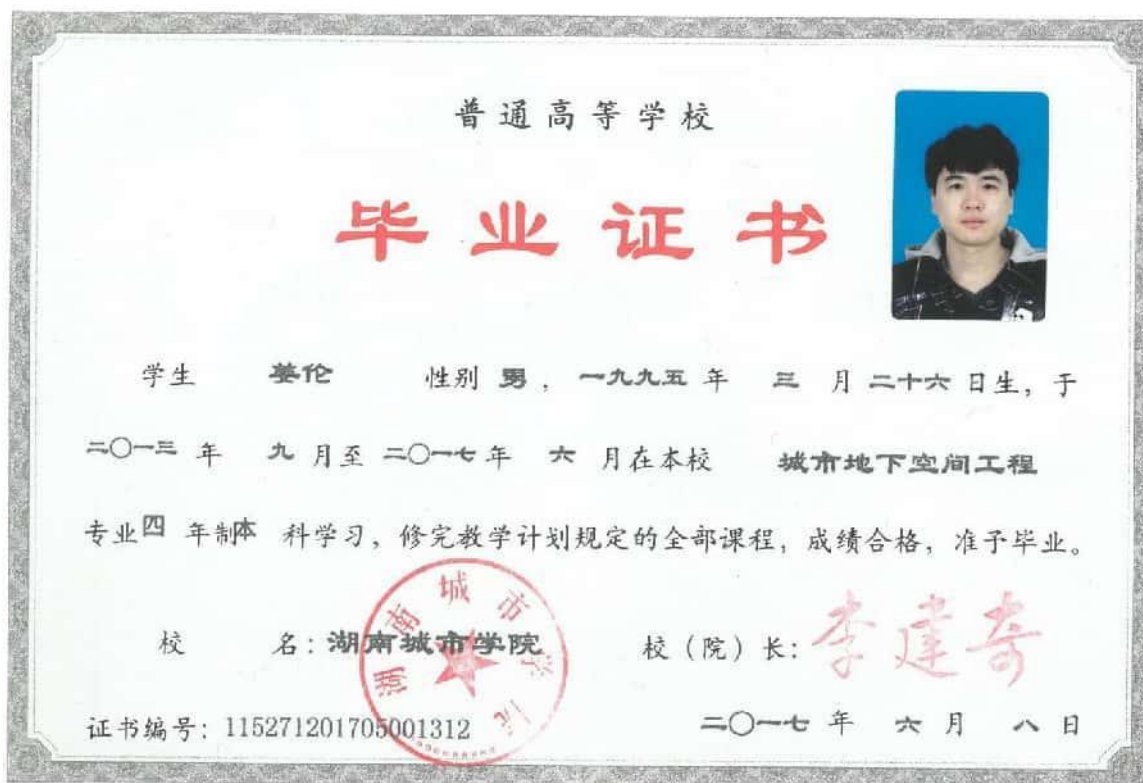 普通高等学校
毕业证书
学生 姜伦 性别 男，一九九五 年 三 月 二十六 日生，于
二〇一三 年 九 月至 二〇一七 年 六 月在本校 城市地下空间工程
专业 四 年制 本 科学习，修完教学计划规定的全部课程，成绩合格，准予毕业。
校 名：湖南城市学院 校（院）长：李建奇
湖南城市学院
证书编号：115271201705001312 二〇一七 年 六 月 八 日